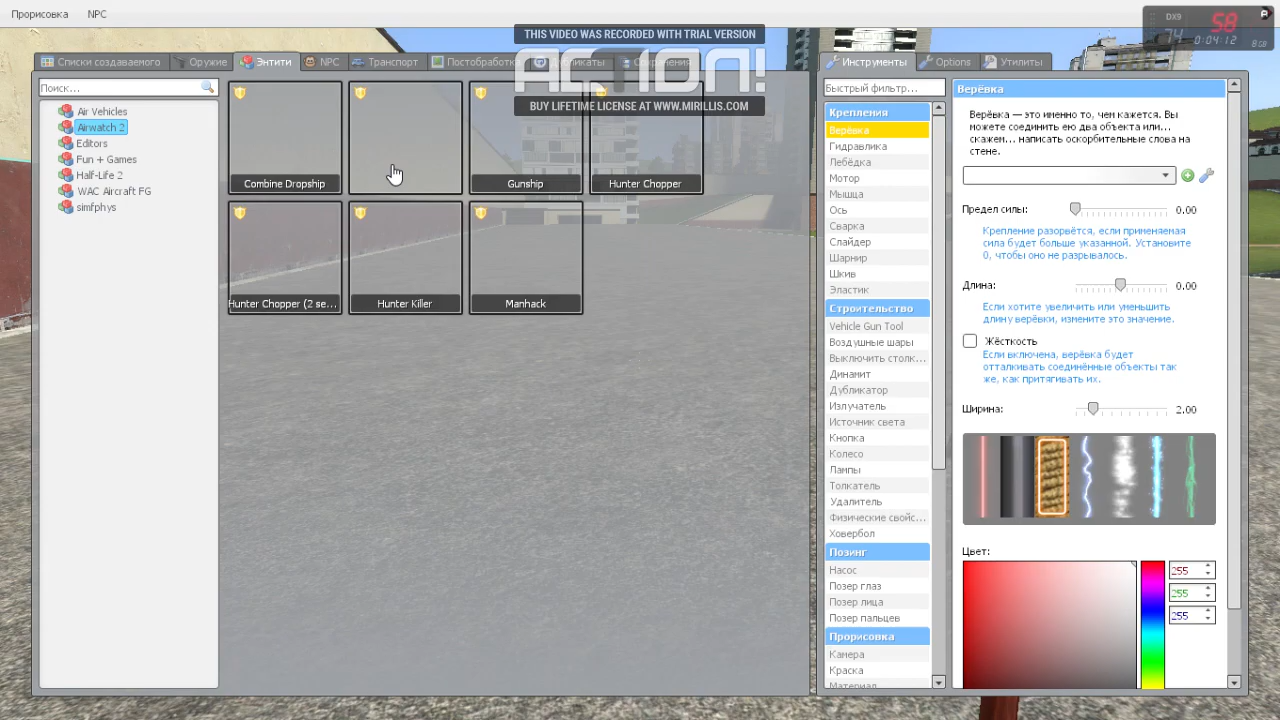 Прорисовка NPC
THIS VIDEO WAS RECORDED WITH TRIAL VERSION
ACTION!
BUY LIFETIME LICENSE AT WWW.MIRILLIS.COM
DX9
58
74
0:04:12
8 GB
Списки создаваемого
Оружие
Энтити
NPC
Транспорт
Постобработка
Дубликаты
Сохранения
Поиск...
Air Vehicles
Airwatch 2
Editors
Fun + Games
Half-Life 2
WAC Aircraft FG
simfphys
Combine Dropship
Gunship
Hunter Chopper
Hunter Chopper (2 se...
Hunter Killer
Manhack
Инструменты
Options
Утилиты
Быстрый фильтр...
Крепления
Верёвка
Гидравлика
Лебёдка
Мотор
Мышца
Ось
Сварка
Слайдер
Шарнир
Шкив
Эластик
Строительство
Vehicle Gun Tool
Воздушные шары
Выключить столк...
Динамит
Дубликатор
Излучатель
Источник света
Кнопка
Колесо
Лампы
Толкатель
Удалитель
Физические свойс...
Ховербол
Позинг
Насос
Позер глаз
Позер лица
Позер пальцев
Прорисовка
Камера
Краска
Материал
Верёвка
Верёвка — это именно то, чем кажется. Вы
можете соединить ею два объекта или...
скажем... написать оскорбительные слова на
стене.
Предел силы: 0.00
Крепление разорвётся, если применяемая
сила будет больше указанной. Установите
0, чтобы оно не разрывалось.
Длина: 0.00
Если хотите увеличить или уменьшить
длину верёвки, измените это значение.
Жёсткость
Если включена, верёвка будет
отталкивать соединённые объекты так
же, как притягивать их.
Ширина: 2.00
Цвет:
255
255
255